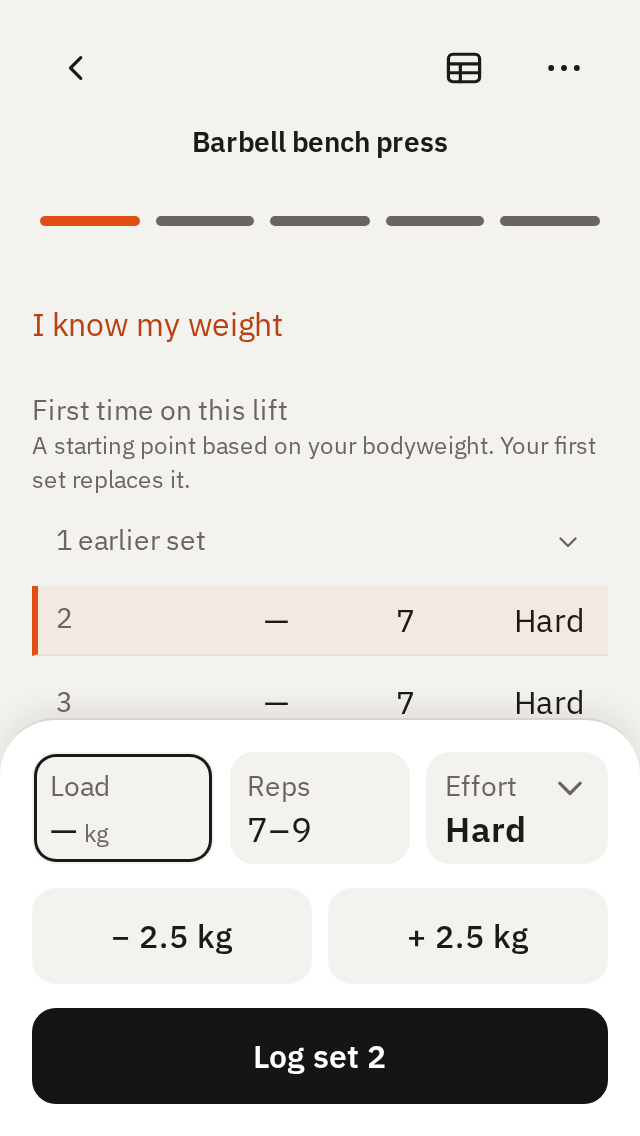 Barbell bench press
I know my weight
First time on this lift
A starting point based on your bodyweight. Your first
set replaces it.
1 earlier set
2 — 7 Hard
3 — 7 Hard
Load Reps Effort
— kg 7–9 Hard
− 2.5 kg + 2.5 kg
Log set 2